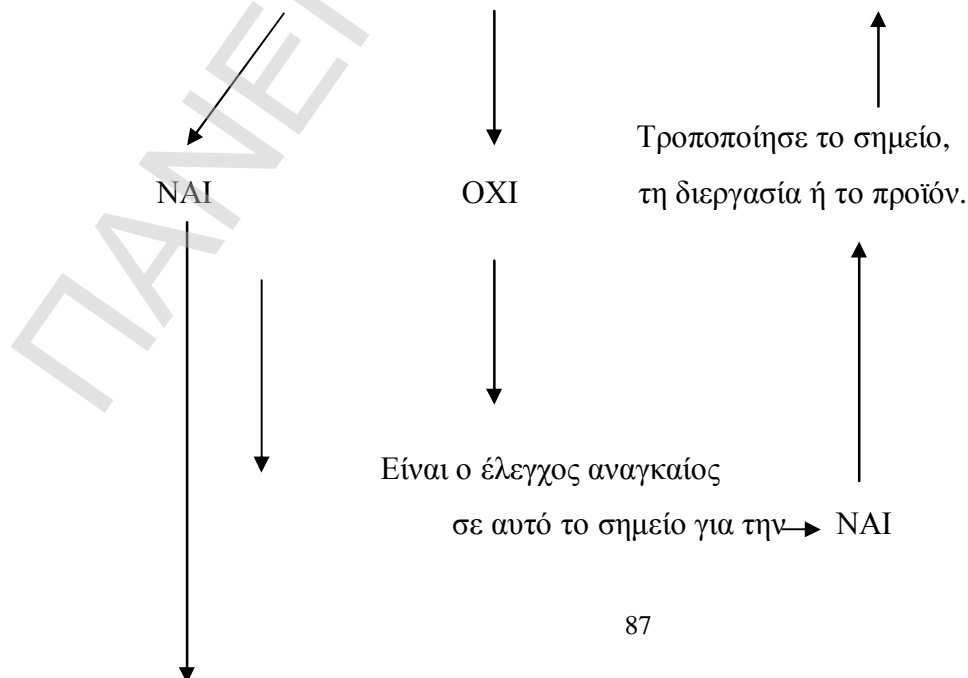 Τροποποίησε το σημείο,
ΝΑΙ ΟΧΙ τη διεργασία ή το προϊόν.
Είναι ο έλεγχος αναγκαίος
σε αυτό το σημείο για την ΝΑΙ
87
ΠΑΝΕΙ